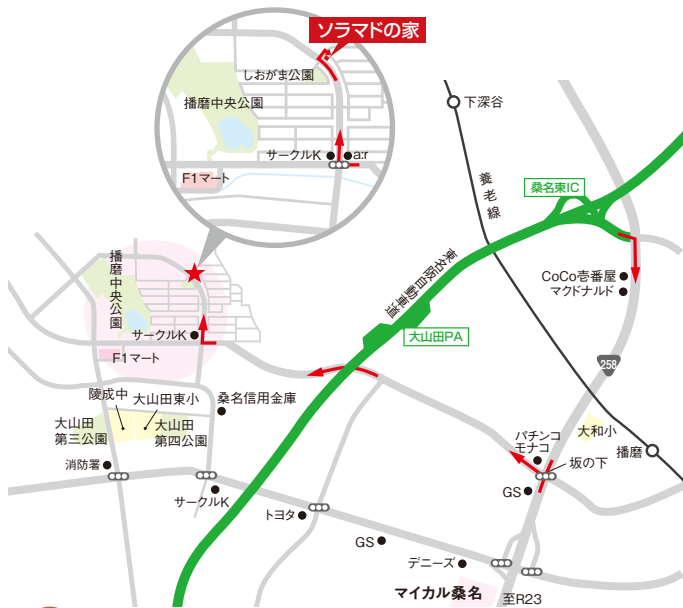 ソラマドの家
しおがま公園
播磨中央公園
サークルK
a:r
F1マート
下深谷
養老線
桑名東IC
東名阪自動車道
CoCo壱番屋
マクドナルド
大山田PA
播磨中央公園
サークルK
F1マート
258
陵成中
大山田東小
桑名信用金庫
大山田
第三公園
大山田
第四公園
パチンコ
モナコ
大和小
播磨
坂の下
消防署
サークルK
GS
トヨタ
GS
デニーズ
マイカル桑名
至R23